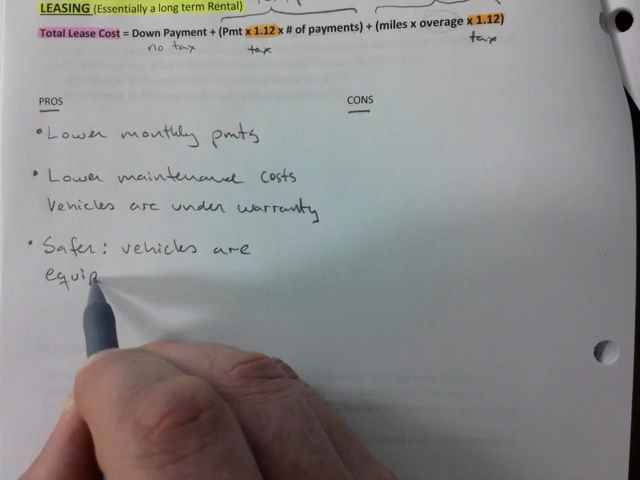 LEASING (Essentially a long term Rental)
Total Lease Cost = Down Payment + (Pmt x 1.12 x # of payments) + (miles x overage x 1.12)
no tax tax tax
PROS CONS
• Lower monthly pmts
• Lower maintenance costs
vehicles are under warranty
• Safer: vehicles are
equip